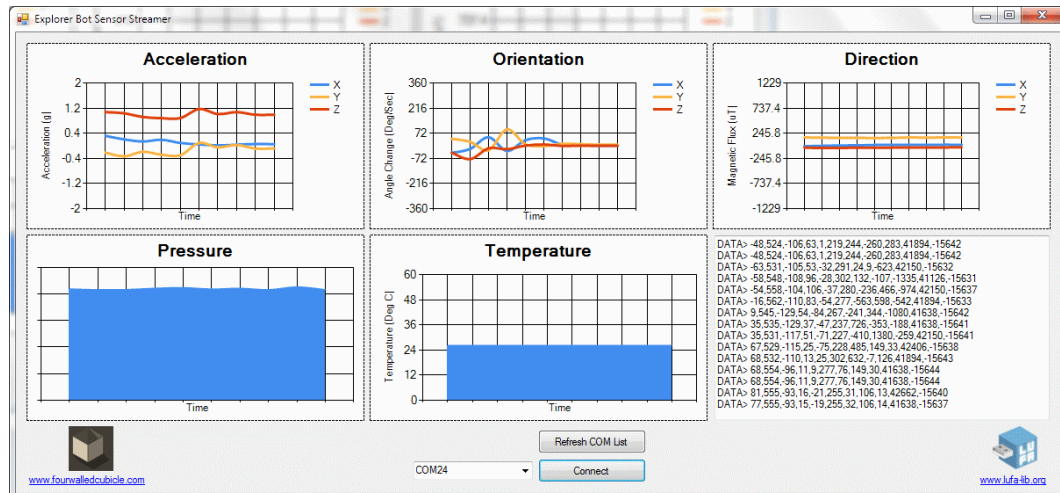 Explorer Bot Sensor Streamer
Acceleration
Acceleration [g]
2
1.2
0.4
-0.4
-1.2
-2
Time
X
Y
Z
Orientation
Angle Change [Deg/Sec]
360
216
72
-72
-216
-360
Time
X
Y
Z
Direction
Magnetic Flux [uT]
1229
737.4
245.8
-245.8
-737.4
-1229
Time
X
Y
Z
Pressure
Time
Temperature
Temperature [Deg C]
60
48
36
24
12
0
Time
DATA> -48,524,-106,63,1,219,244,-260,283,41894,-15642
DATA> -48,524,-106,63,1,219,244,-260,283,41894,-15642
DATA> -63,531,-105,53,-32,291,24,9,-623,42150,-15632
DATA> -58,548,-108,96,-28,302,132,-107,-1335,41126,-15631
DATA> -54,558,-104,106,-37,280,-236,466,-974,42150,-15637
DATA> -16,562,-110,83,-54,277,-563,598,-542,41894,-15633
DATA> 9,545,-129,54,-84,267,-241,344,-1080,41638,-15642
DATA> 35,535,-129,37,-47,237,726,-353,-188,41638,-15641
DATA> 35,531,-117,51,-71,227,-410,1380,-259,42150,-15641
DATA> 67,529,-115,25,-75,228,485,149,33,42406,-15638
DATA> 68,532,-110,13,25,302,632,-7,126,41894,-15643
DATA> 68,554,-96,11,9,277,76,149,30,41638,-15644
DATA> 68,554,-96,11,9,277,76,149,30,41638,-15644
DATA> 81,555,-93,16,-21,255,31,106,13,42662,-15640
DATA> 77,555,-93,15,-19,255,32,106,14,41638,-15637
www.fourwalledcubicle.com
COM24
Refresh COM List
Connect
LUFA
www.lufa-lib.org